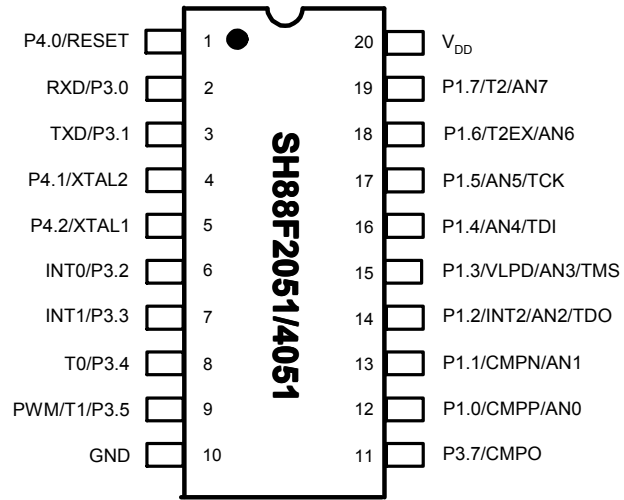 P4.0/RESET 1 20 VDD
RXD/P3.0 2 19 P1.7/T2/AN7
TXD/P3.1 3 18 P1.6/T2EX/AN6
P4.1/XTAL2 4 17 P1.5/AN5/TCK
P4.2/XTAL1 5 16 P1.4/AN4/TDI
INT0/P3.2 6 15 P1.3/VLPD/AN3/TMS
INT1/P3.3 7 14 P1.2/INT2/AN2/TDO
T0/P3.4 8 13 P1.1/CMPN/AN1
PWM/T1/P3.5 9 12 P1.0/CMPP/AN0
GND 10 11 P3.7/CMPO
SH88F2051/4051